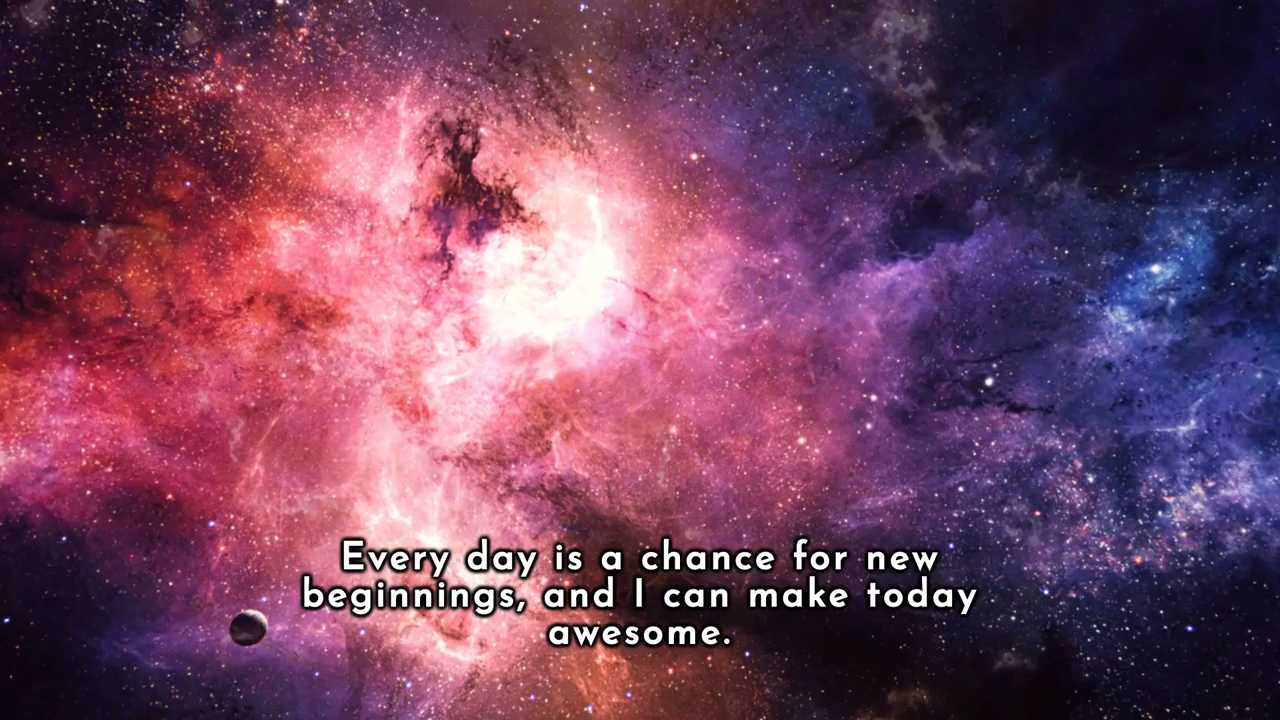 Every day is a chance for new
beginnings, and I can make today
awesome.